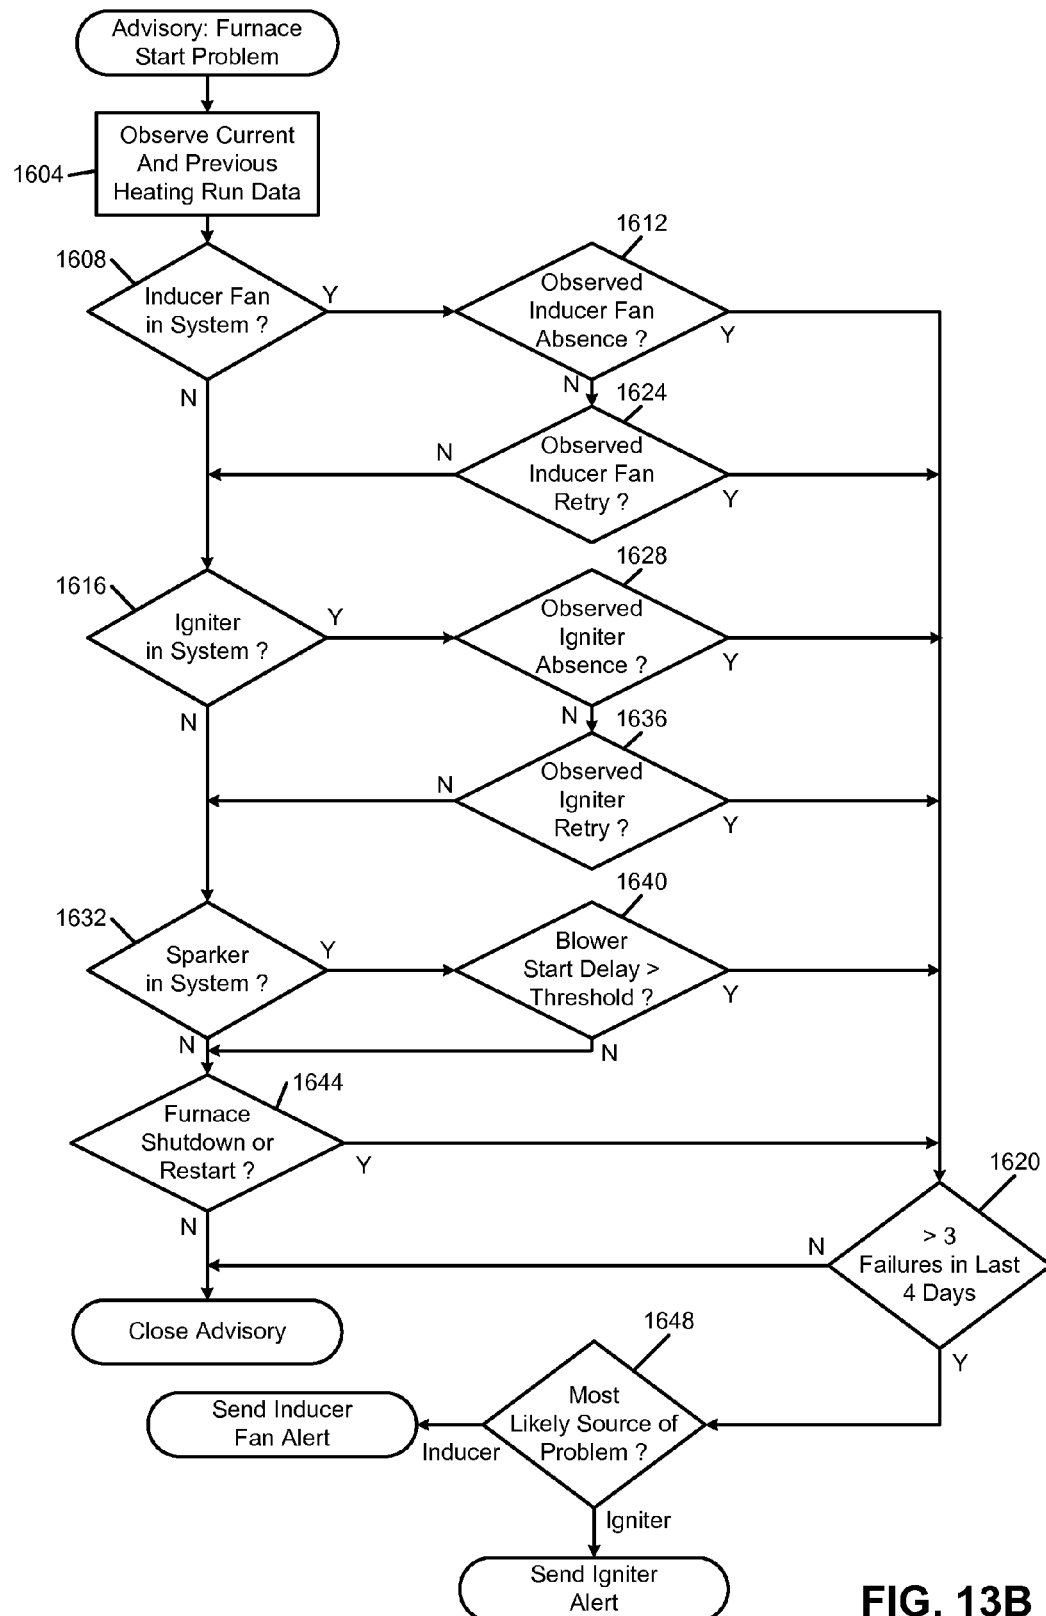 Advisory: Furnace
Start Problem
Observe Current
And Previous
Heating Run Data
1604
1612
1608
Inducer Fan
in System ?
Y
Observed
Inducer Fan
Absence ?
Y
N
N
1624
Observed
Inducer Fan
Retry ?
N
Y
1628
1616
Igniter
in System ?
Y
Observed
Igniter
Absence ?
Y
N
N
1636
Observed
Igniter
Retry ?
N
Y
1640
1632
Sparker
in System ?
Y
Blower
Start Delay >
Threshold ?
Y
N
N
1644
Furnace
Shutdown or
Restart ?
Y
N
1620
> 3
Failures in Last
4 Days
N
Y
Close Advisory
1648
Most
Likely Source of
Problem ?
Send Inducer
Fan Alert
Inducer
Igniter
Send Igniter
Alert
FIG. 13B